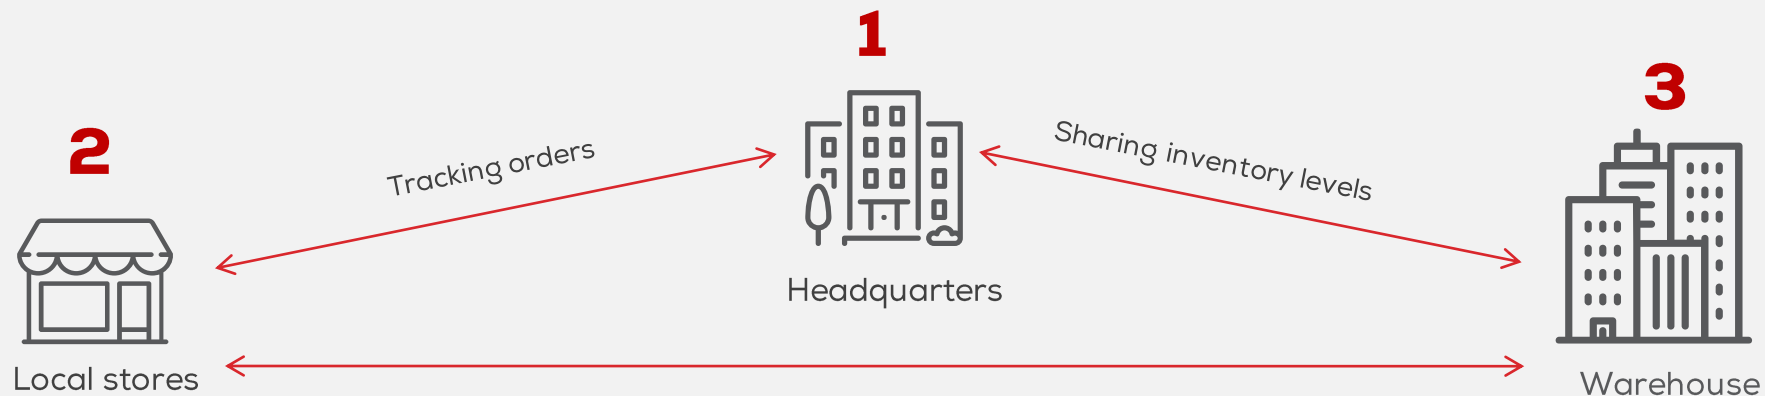 1
3
2
Tracking orders
Sharing inventory levels
Headquarters
Local stores
Warehouse